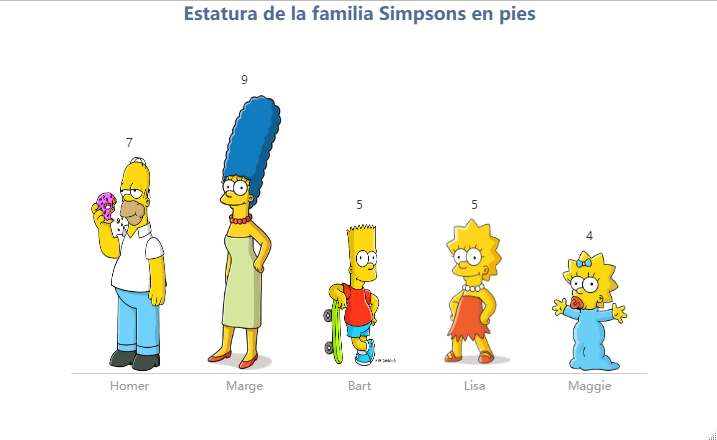 Estatura de la familia Simpsons en pies
9
7
5
5
4
Homer
Marge
Bart
Lisa
Maggie